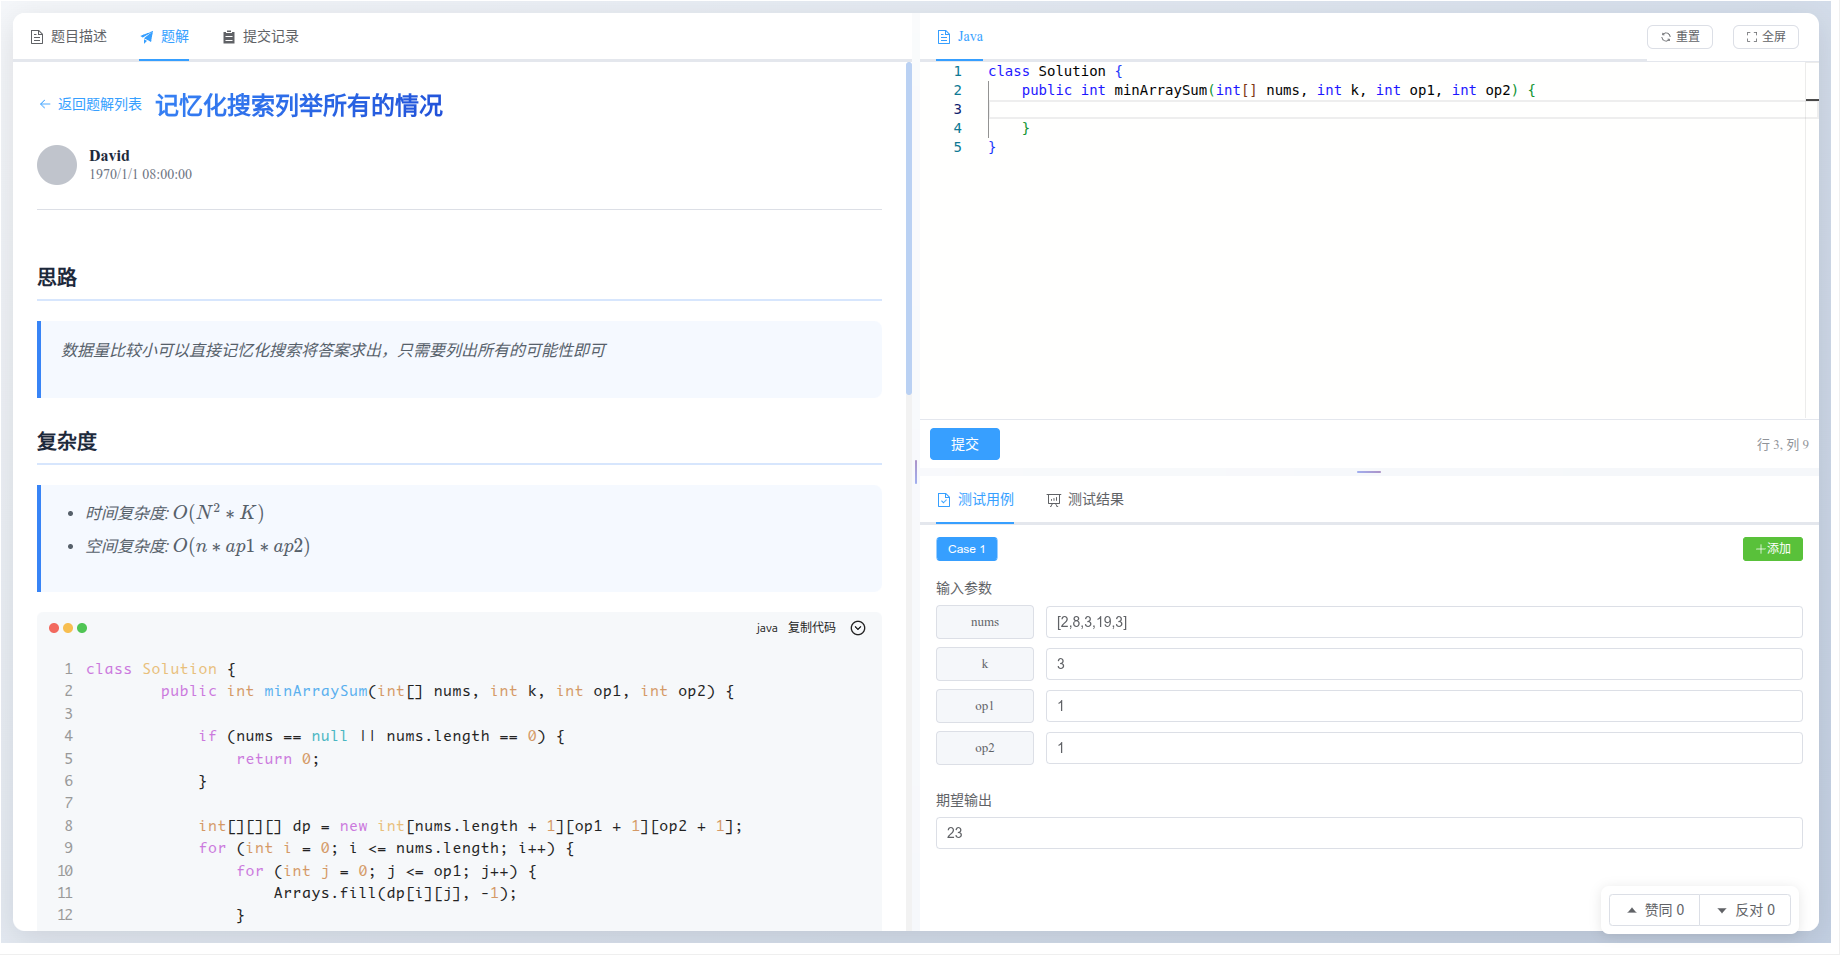 题目描述 题解 提交记录
返回题解列表 记忆化搜索列举所有的情况
David
1970/1/1 08:00:00
思路
数据量比较小可以直接记忆化搜索将答案求出，只需要列出所有的可能性即可
复杂度
• 时间复杂度: O(N² * K)
• 空间复杂度: O(n * ap1 * ap2)
java 复制代码
1 class Solution {
2 public int minArraySum(int[] nums, int k, int op1, int op2) {
3
4 if (nums == null || nums.length == 0) {
5 return 0;
6 }
7
8 int[][][] dp = new int[nums.length + 1][op1 + 1][op2 + 1];
9 for (int i = 0; i <= nums.length; i++) {
10 for (int j = 0; j <= op1; j++) {
11 Arrays.fill(dp[i][j], -1);
12 }
Java 重置 全屏
1 class Solution {
2 public int minArraySum(int[] nums, int k, int op1, int op2) {
3
4 }
5 }
提交 行 3, 列 9
测试用例 测试结果
Case 1 +添加
输入参数
nums [2,8,3,19,3]
k 3
op1 1
op2 1
期望输出
23
赞同 0 反对 0